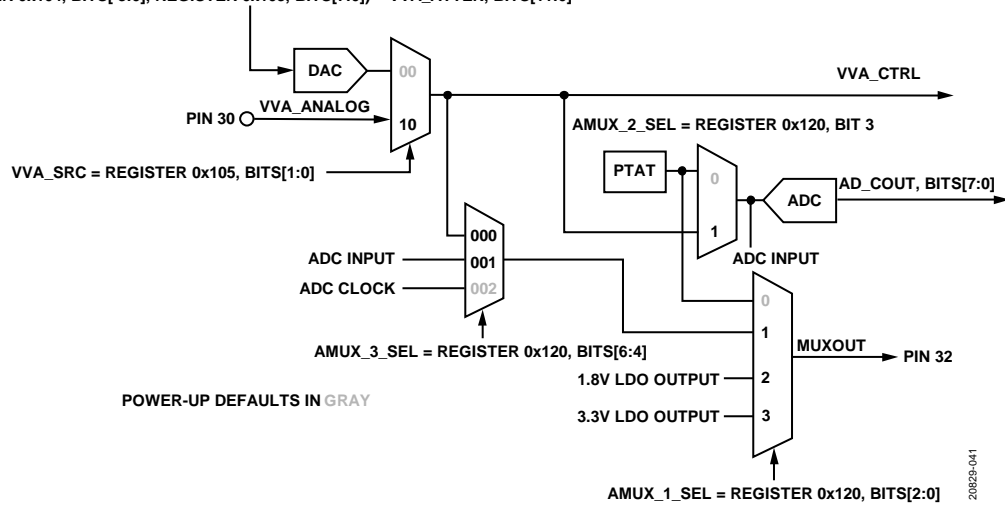 DAC
00
VVA_CTRL
VVA_ANALOG
PIN 30
10
AMUX_2_SEL = REGISTER 0x120, BIT 3
VVA_SRC = REGISTER 0x105, BITS[1:0]
PTAT
0
AD_COUT, BITS[7:0]
ADC
1
000
ADC INPUT
001
ADC INPUT
ADC CLOCK
002
0
1
AMUX_3_SEL = REGISTER 0x120, BITS[6:4]
MUXOUT
PIN 32
1.8V LDO OUTPUT
2
POWER-UP DEFAULTS IN GRAY
3.3V LDO OUTPUT
3
AMUX_1_SEL = REGISTER 0x120, BITS[2:0]
20829-041